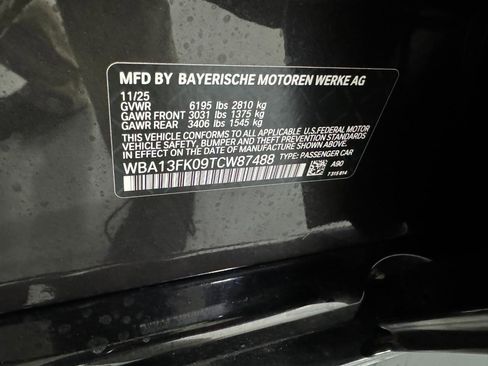 MFD BY BAYERISCHE MOTOREN WERKE AG
11/25
GVWR 6195 lbs 2810 kg
GAWR FRONT 3031 lbs 1375 kg
GAWR REAR 3406 lbs 1545 kg
THIS VEHICLE CONFORMS TO ALL APPLICABLE U.S.FEDERAL MOTOR
VEHICLE SAFETY, BUMPER, AND THEFT PREVENTION STANDARDS
IN EFFECT ON THE DATE OF MANUFACTURE SHOWN ABOVE.
WBA13FK09TCW87488 TYPE: PASSENGER CAR
A90
7 315 614